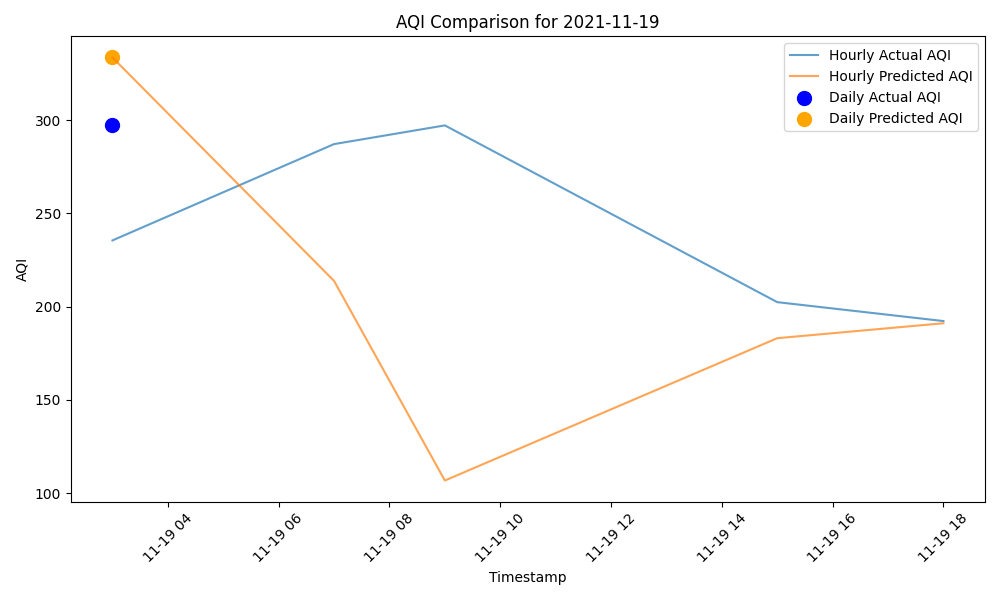 AQI Comparison for 2021-11-19
Hourly Actual AQI
Hourly Predicted AQI
Daily Actual AQI
Daily Predicted AQI
AQI
300
250
200
150
100
11-19 04
11-19 06
11-19 08
11-19 10
11-19 12
11-19 14
11-19 16
11-19 18
Timestamp